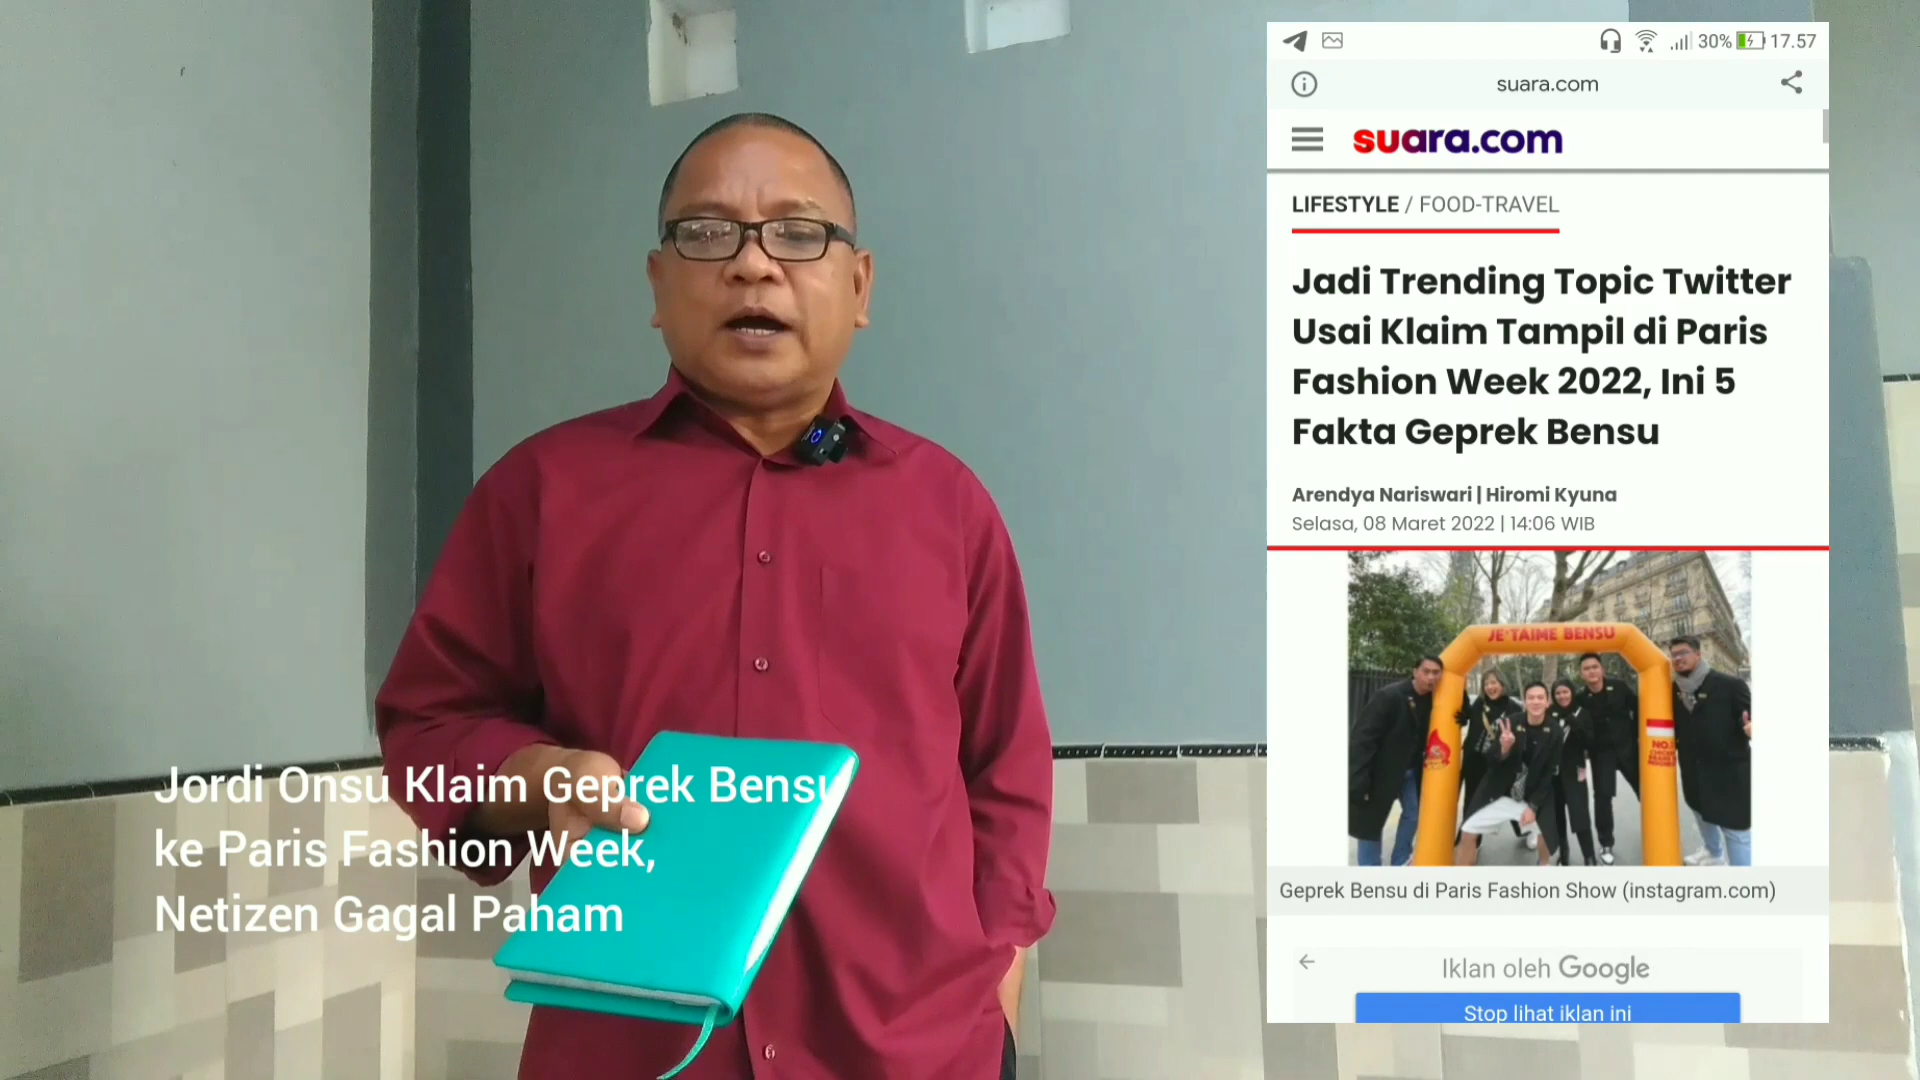 Jordi Onsu Klaim Geprek Bensu
ke Paris Fashion Week,
Netizen Gagal Paham
30% 17.57
suara.com
suara.com
LIFESTYLE / FOOD-TRAVEL
Jadi Trending Topic Twitter
Usai Klaim Tampil di Paris
Fashion Week 2022, Ini 5
Fakta Geprek Bensu
Arendya Nariswari | Hiromi Kyuna
Selasa, 08 Maret 2022 | 14:06 WIB
JE'TAIME BENSU
NO.1
Geprek Bensu di Paris Fashion Show (instagram.com)
Iklan oleh Google
Stop lihat iklan ini